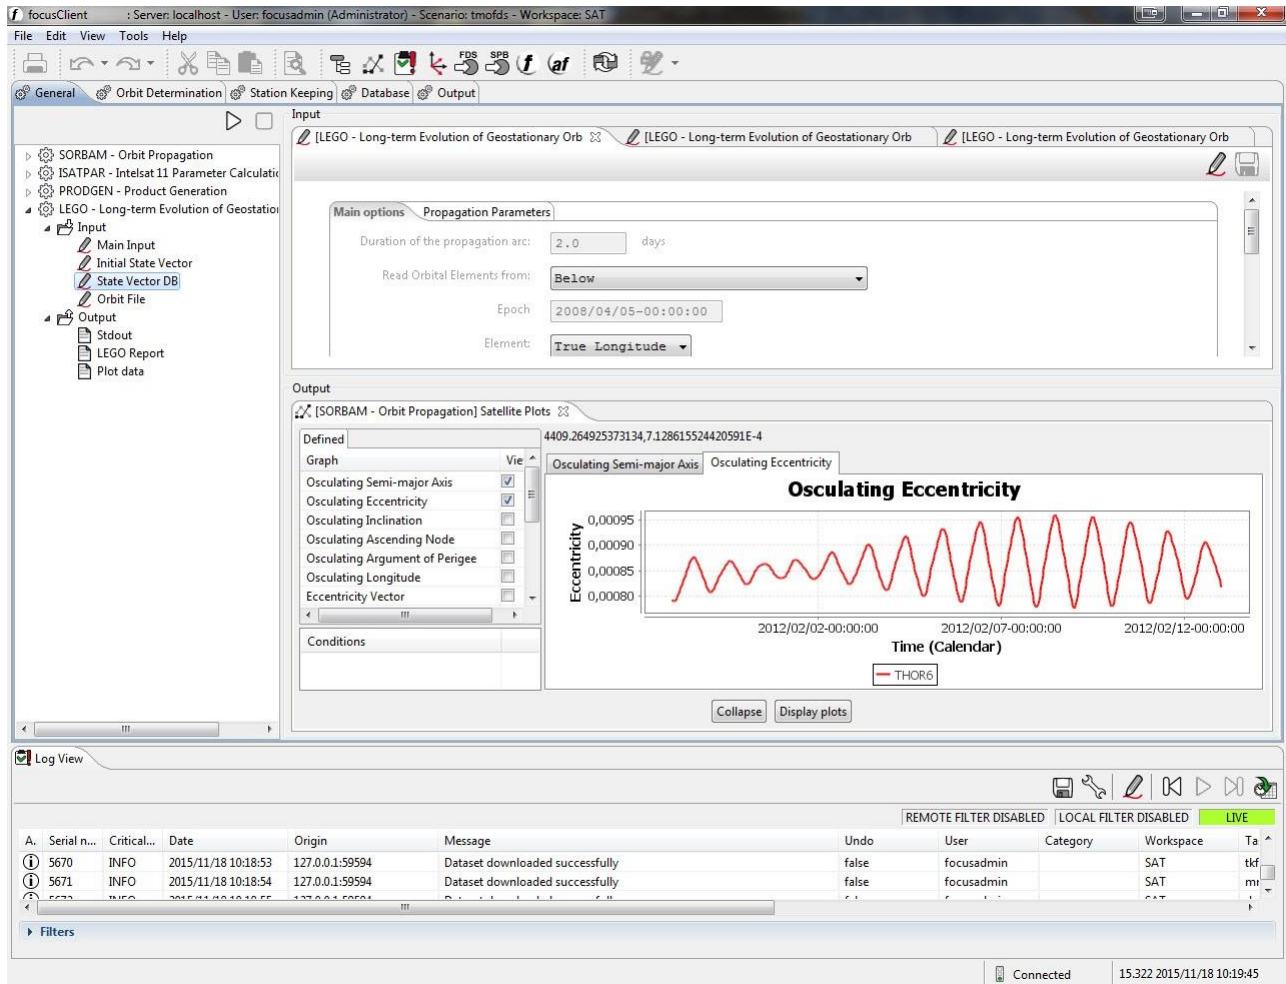 focusClient : Server: localhost - User: focusadmin (Administrator) - Scenario: tmofds - Workspace: SAT
File Edit View Tools Help
FDS SPB f af
General Orbit Determination Station Keeping Database Output
Input
[LEGO - Long-term Evolution of Geostationary Orb [LEGO - Long-term Evolution of Geostationary Orb [LEGO - Long-term Evolution of Geostationary Orb
SORBAM - Orbit Propagation
ISATPAR - Intelsat 11 Parameter Calculatio
PRODGEN - Product Generation
LEGO - Long-term Evolution of Geostation
Input
Main Input
Initial State Vector
State Vector DB
Orbit File
Output
Stdout
LEGO Report
Plot data
Main options Propagation Parameters
Duration of the propagation arc: 2.0 days
Read Orbital Elements from: Below
Epoch 2008/04/05-00:00:00
Element: True Longitude
Output
[SORBAM - Orbit Propagation] Satellite Plots
Defined
Graph Vie
Osculating Semi-major Axis
Osculating Eccentricity
Osculating Inclination
Osculating Ascending Node
Osculating Argument of Perigee
Osculating Longitude
Eccentricity Vector
Conditions
4409.264925373134,7.128615524420591E-4
Osculating Semi-major Axis Osculating Eccentricity
Osculating Eccentricity
Eccentricity
0,00095
0,00090
0,00085
0,00080
2012/02/02-00:00:00 2012/02/07-00:00:00 2012/02/12-00:00:00
Time (Calendar)
THOR6
Collapse Display plots
Log View
REMOTE FILTER DISABLED LOCAL FILTER DISABLED LIVE
A. Serial n... Critical... Date Origin Message Undo User Category Workspace Ta
5670 INFO 2015/11/18 10:18:53 127.0.0.1:59594 Dataset downloaded successfully false focusadmin SAT tkf
5671 INFO 2015/11/18 10:18:54 127.0.0.1:59594 Dataset downloaded successfully false focusadmin SAT
Filters
Connected 15.322 2015/11/18 10:19:45